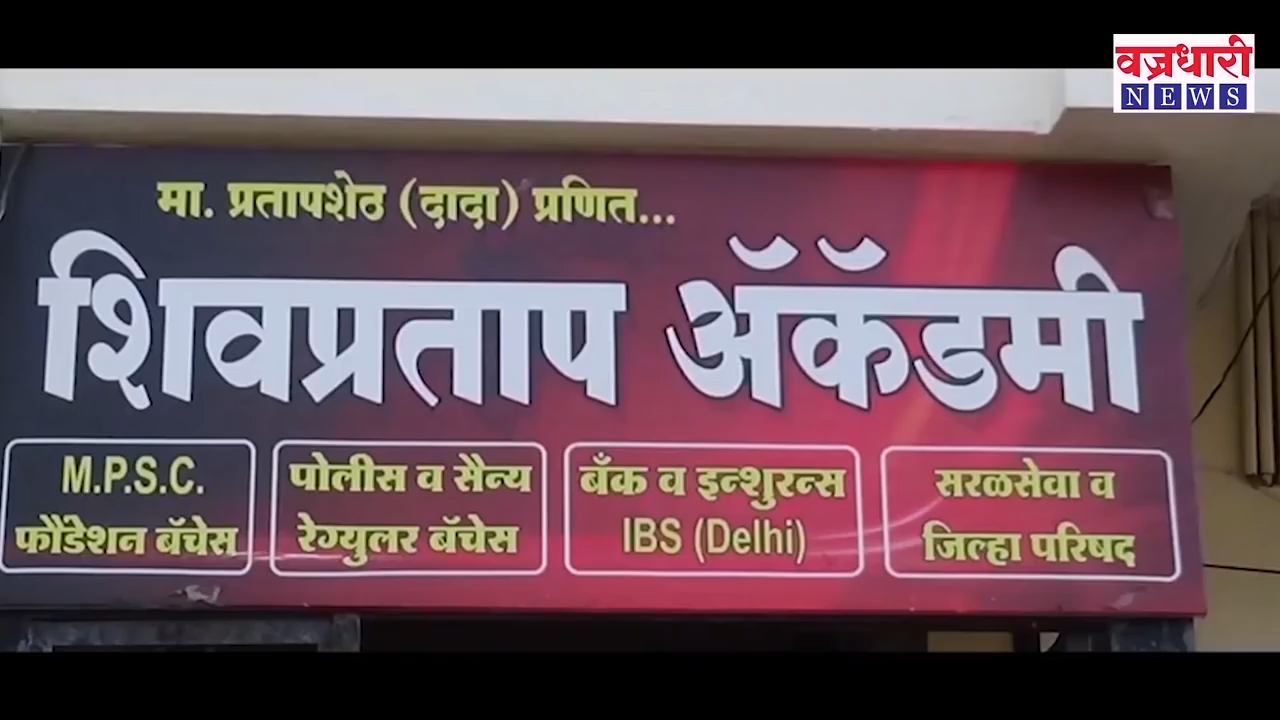 वज्रधारी
NEWS
मा. प्रतापशेठ (दादा) प्रणित...
शिवप्रताप ॲकॅडमी
M.P.S.C.
फौंडेशन बॅचेस
पोलीस व सैन्य
रेग्युलर बॅचेस
बँक व इन्शुरन्स
IBS (Delhi)
सरळसेवा व
जिल्हा परिषद